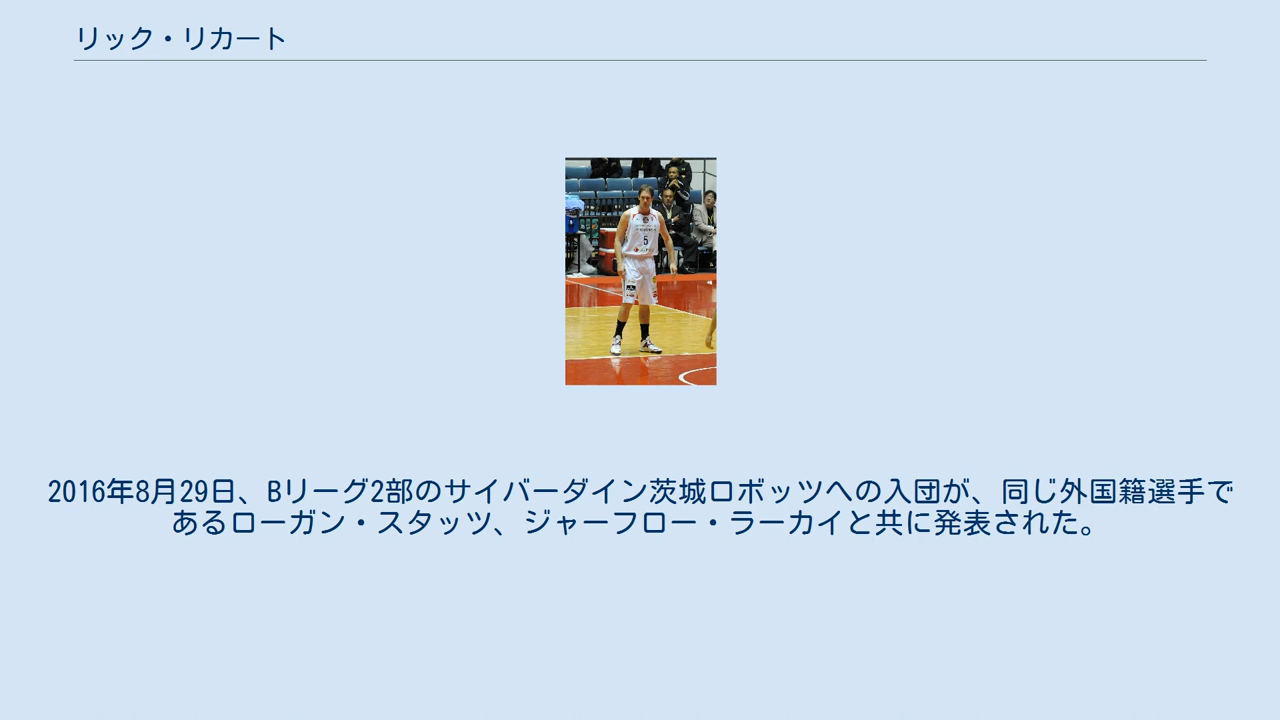 リック・リカート
5
2016年8月29日、Bリーグ2部のサイバーダイン茨城ロボッツへの入団が、同じ外国籍選手で
あるローガン・スタッツ、ジャーフロー・ラーカイと共に発表された。